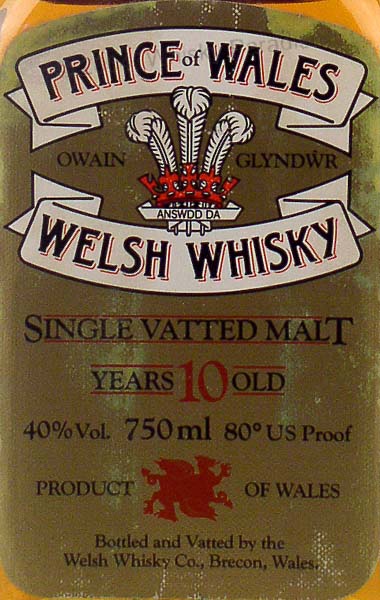 PRINCE of WALES
OWAIN GLYNDŴR
ANSWDD DA
WELSH WHISKY
SINGLE VATTED MALT
YEARS 10 OLD
40% Vol. 750 ml 80° US Proof
PRODUCT OF WALES
Bottled and Vatted by the
Welsh Whisky Co., Brecon, Wales.